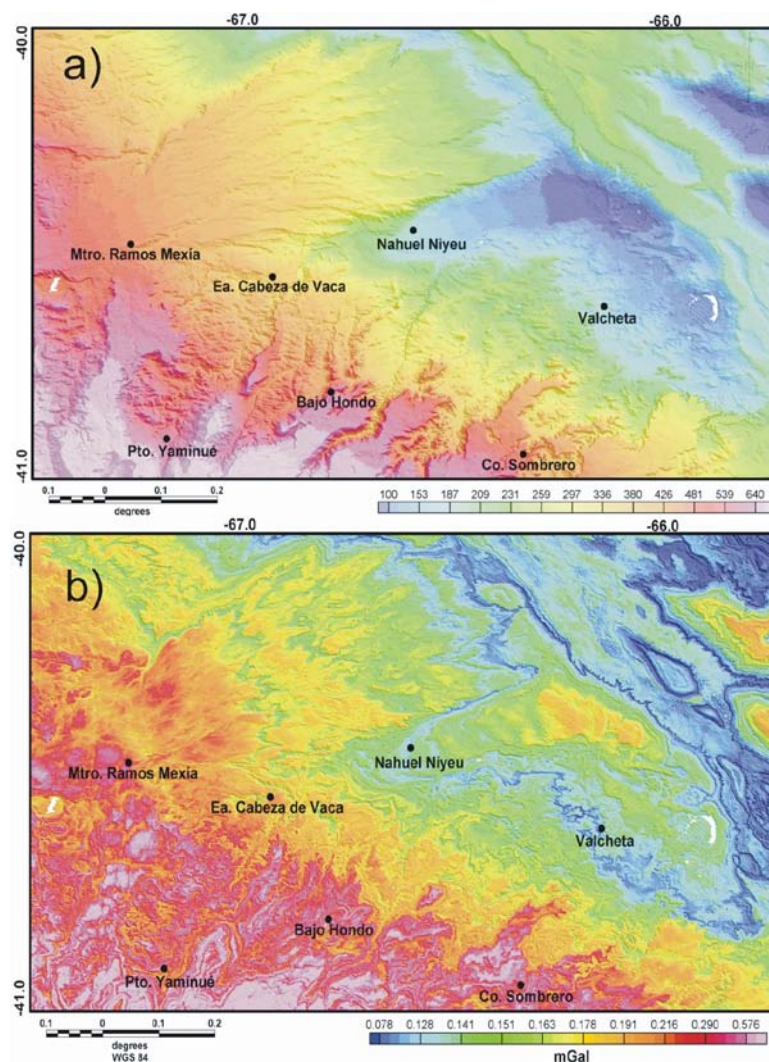 -67.0 -66.0
-40.0
a)
Mtro. Ramos Mexía
Nahuel Niyeu
Ea. Cabeza de Vaca
Valcheta
Bajo Hondo
Pto. Yaminué
Co. Sombrero
-41.0
0.1 0 0.1 0.2
degrees
100 153 187 209 231 259 297 336 380 426 481 539 640
-67.0 -66.0
-40.0
b)
Mtro. Ramos Mexía
Nahuel Niyeu
Ea. Cabeza de Vaca
Valcheta
Bajo Hondo
Pto. Yaminué
Co. Sombrero
-41.0
0.1 0 0.1 0.2
degrees
WGS 84
0.078 0.128 0.141 0.151 0.163 0.178 0.191 0.216 0.290 0.576
mGal